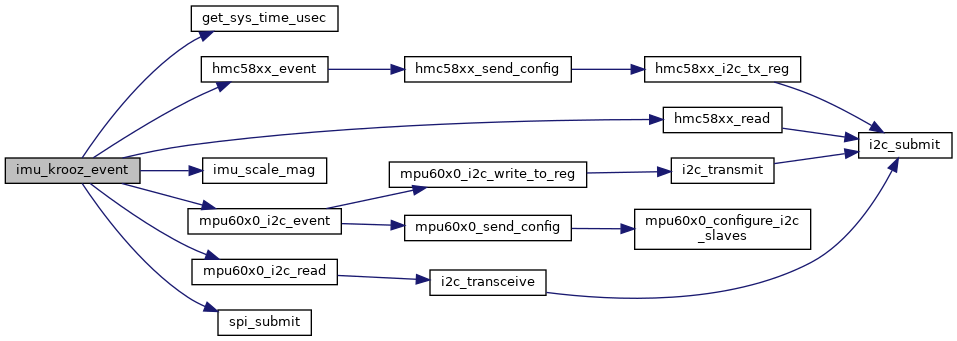 get_sys_time_usec
hmc58xx_event
hmc58xx_send_config
hmc58xx_i2c_tx_reg
hmc58xx_read
i2c_submit
imu_krooz_event
imu_scale_mag
mpu60x0_i2c_write_to_reg
i2c_transmit
mpu60x0_i2c_event
mpu60x0_send_config
mpu60x0_configure_i2c
_slaves
mpu60x0_i2c_read
i2c_transceive
spi_submit